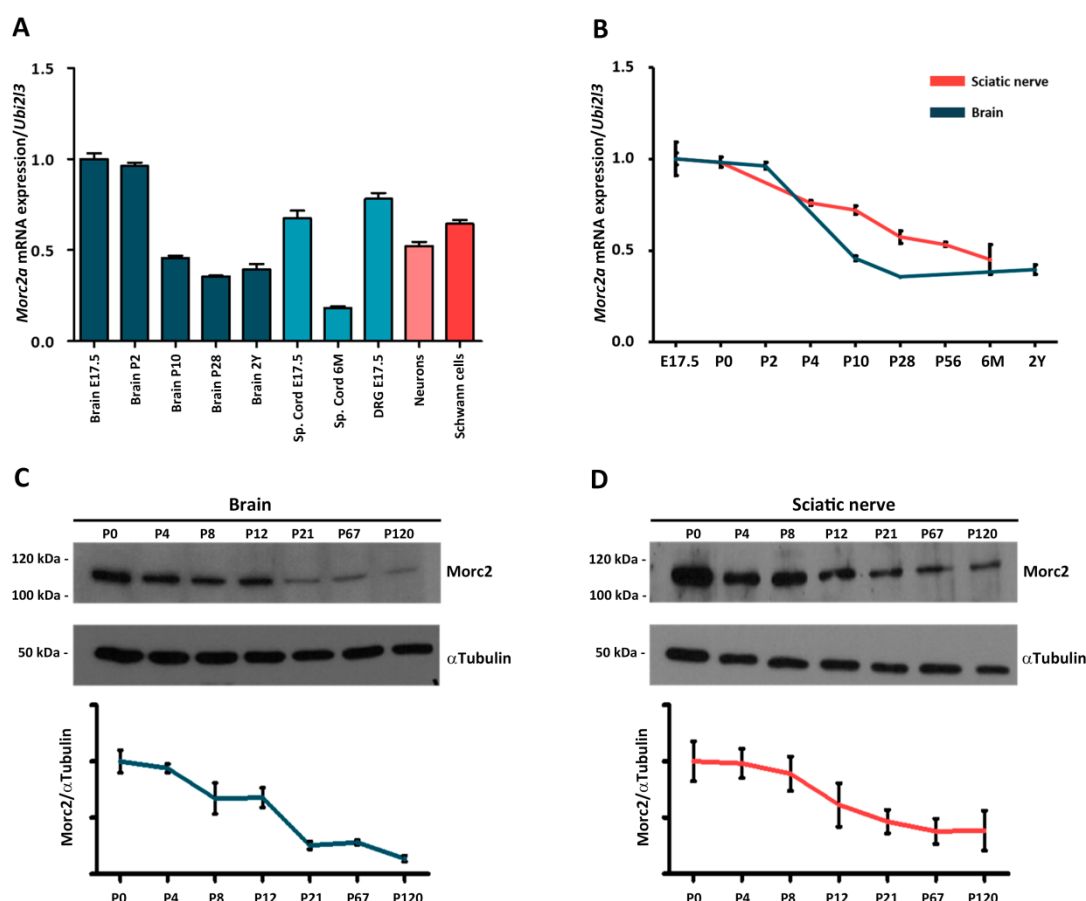 A
Morc2a mRNA expression/Ubi2l3
1.5
1.0
0.5
0.0
Brain E17.5
Brain P2
Brain P10
Brain P28
Brain 2Y
Sp. Cord E17.5
Sp. Cord 6M
DRG E17.5
Neurons
Schwann cells
B
Morc2a mRNA expression/Ubi2l3
1.5
1.0
0.5
0.0
Sciatic nerve
Brain
E17.5 P0 P2 P4 P10 P28 P56 6M 2Y
C
Brain
P0 P4 P8 P12 P21 P67 P120
120 kDa -
100 kDa -
Morc2
50 kDa -
αTubulin
Morc2/αTubulin
P0 P4 P8 P12 P21 P67 P120
D
Sciatic nerve
P0 P4 P8 P12 P21 P67 P120
120 kDa -
100 kDa -
Morc2
50 kDa -
αTubulin
Morc2/αTubulin
P0 P4 P8 P12 P21 P67 P120